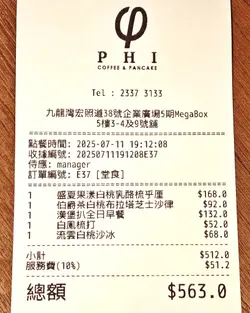 PHI
COFFEE & PANCAKE
Tel : 2337 3133
九龍灣宏照道38號企業廣場5期MegaBox
5樓3-4及9號舖
點餐時間: 2025-07-11 19:12:08
收據編號: 20250711191208E37
侍應: manager
訂單編號: E37 [堂食]
1 盛夏果漾白桃乳酪梳乎厘 $168.0
1 伯爵茶白桃布拉塔芝士沙律 $92.0
1 漢堡扒全日早餐 $132.0
1 白鳳梳打 $52.0
1 流雲白桃沙冰 $68.0
小計 $512.0
服務費(10%) $51.2
總額 $563.0